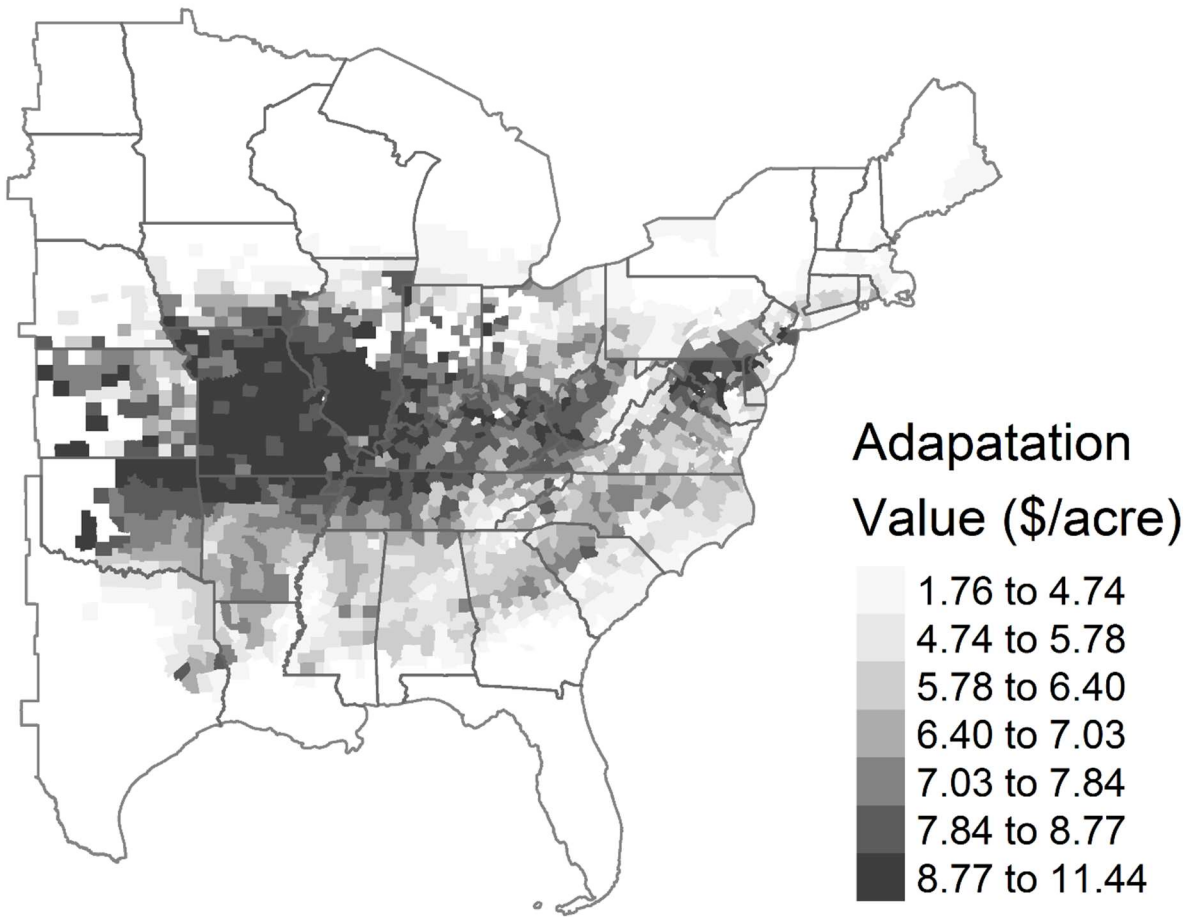 Adapatation
Value ($/acre)
1.76 to 4.74
4.74 to 5.78
5.78 to 6.40
6.40 to 7.03
7.03 to 7.84
7.84 to 8.77
8.77 to 11.44